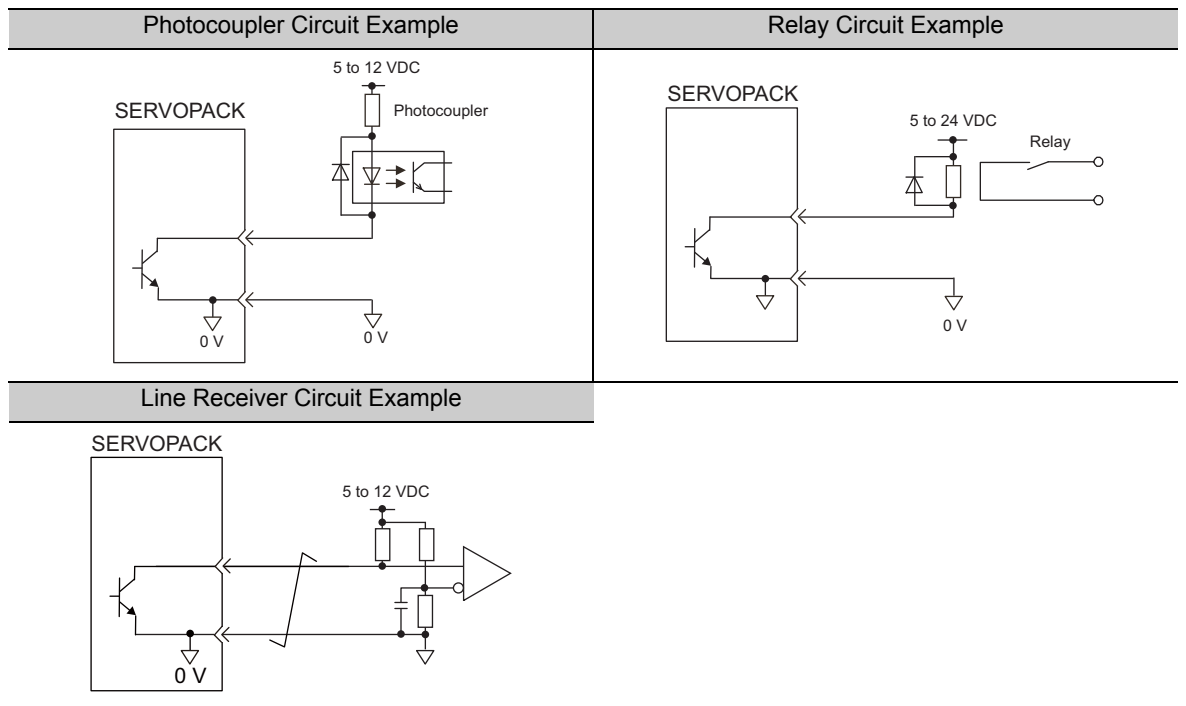 Photocoupler Circuit Example
Relay Circuit Example
5 to 12 VDC
SERVOPACK
Photocoupler
0 V
0 V
SERVOPACK
5 to 24 VDC
Relay
0 V
Line Receiver Circuit Example
SERVOPACK
5 to 12 VDC
0 V